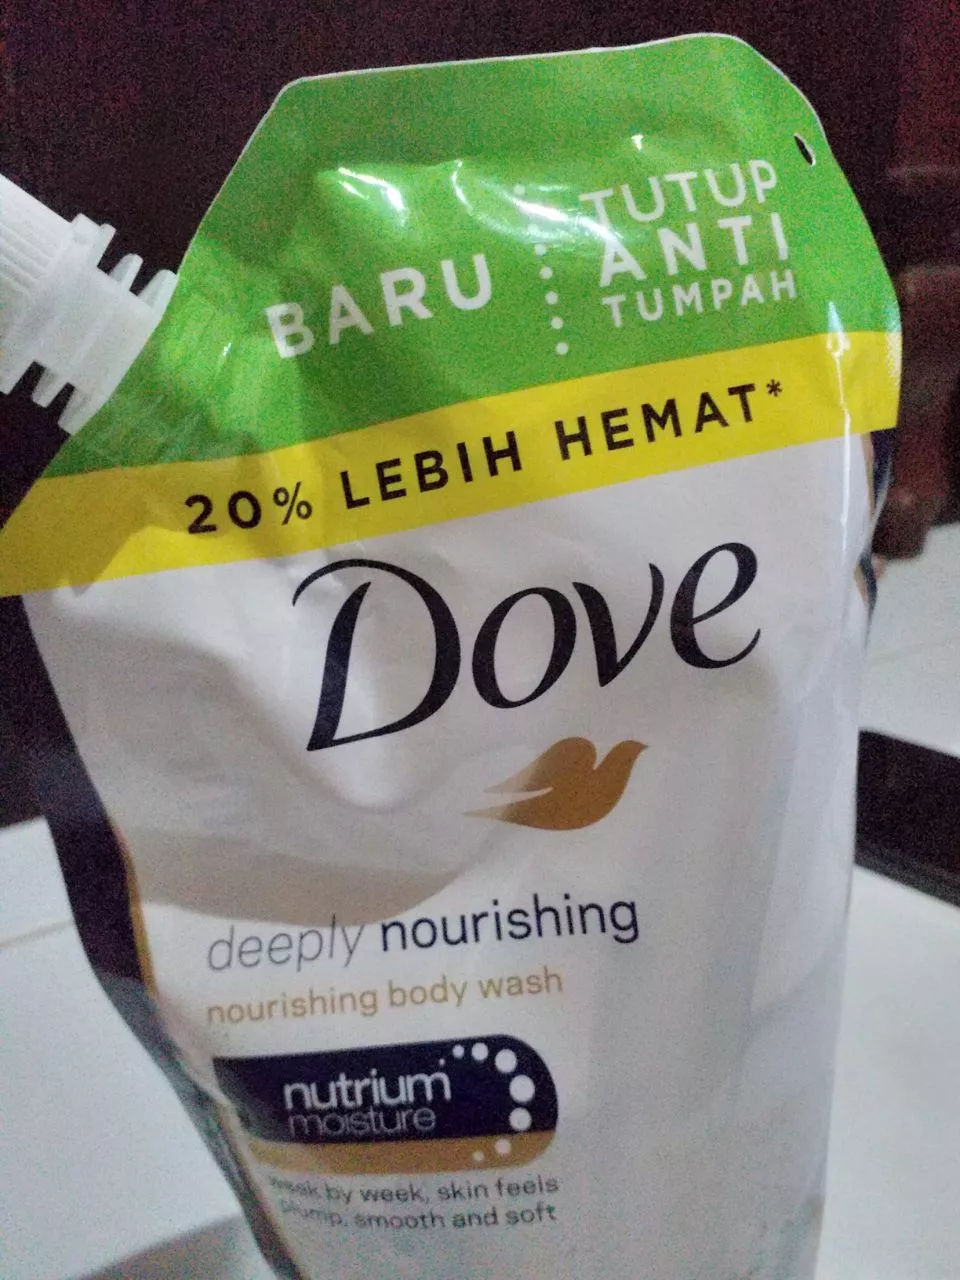 BARU
TUTUP
ANTI
TUMPAH
20% LEBIH HEMAT*
Dove
deeply nourishing
nourishing body wash
nutrium
moisture
week by week, skin feels
plump, smooth and soft